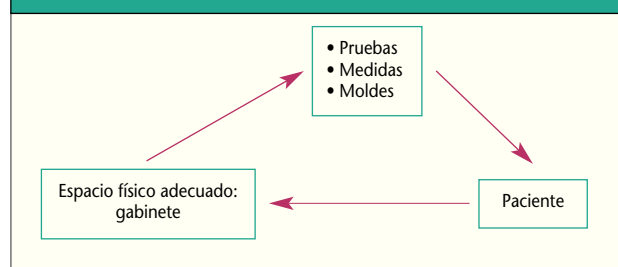 • Pruebas
• Medidas
• Moldes
Espacio físico adecuado:
gabinete
Paciente